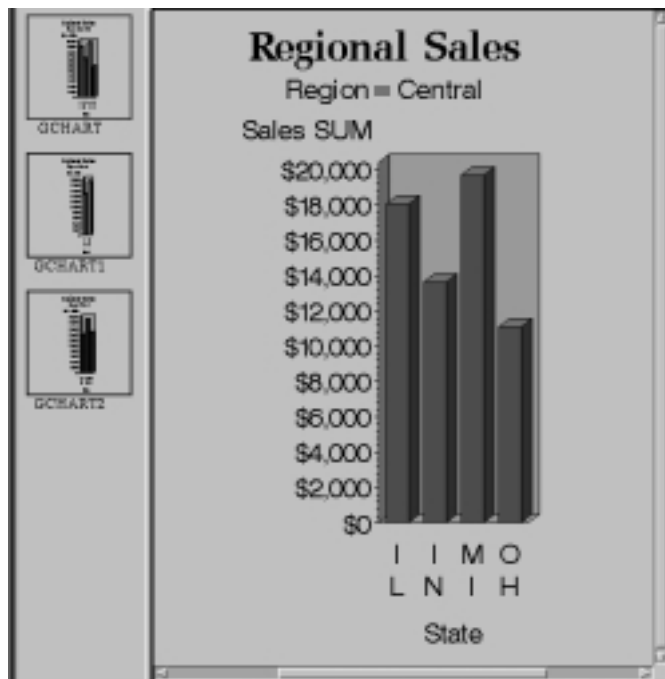 GCHART
GCHART1
GCHART2
Regional Sales
Region = Central
Sales SUM
$20,000
$18,000
$16,000
$14,000
$12,000
$10,000
$8,000
$6,000
$4,000
$2,000
$0
I I M O
L N I H
State